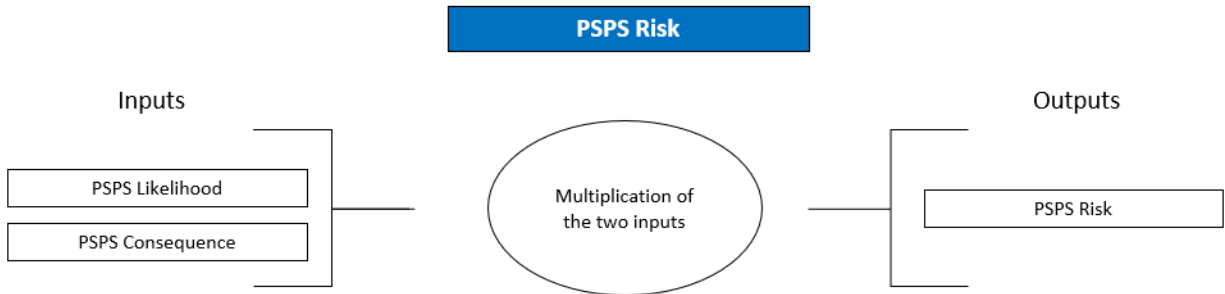 PSPS Risk
Inputs
Outputs
PSPS Likelihood
PSPS Consequence
Multiplication of
the two inputs
PSPS Risk